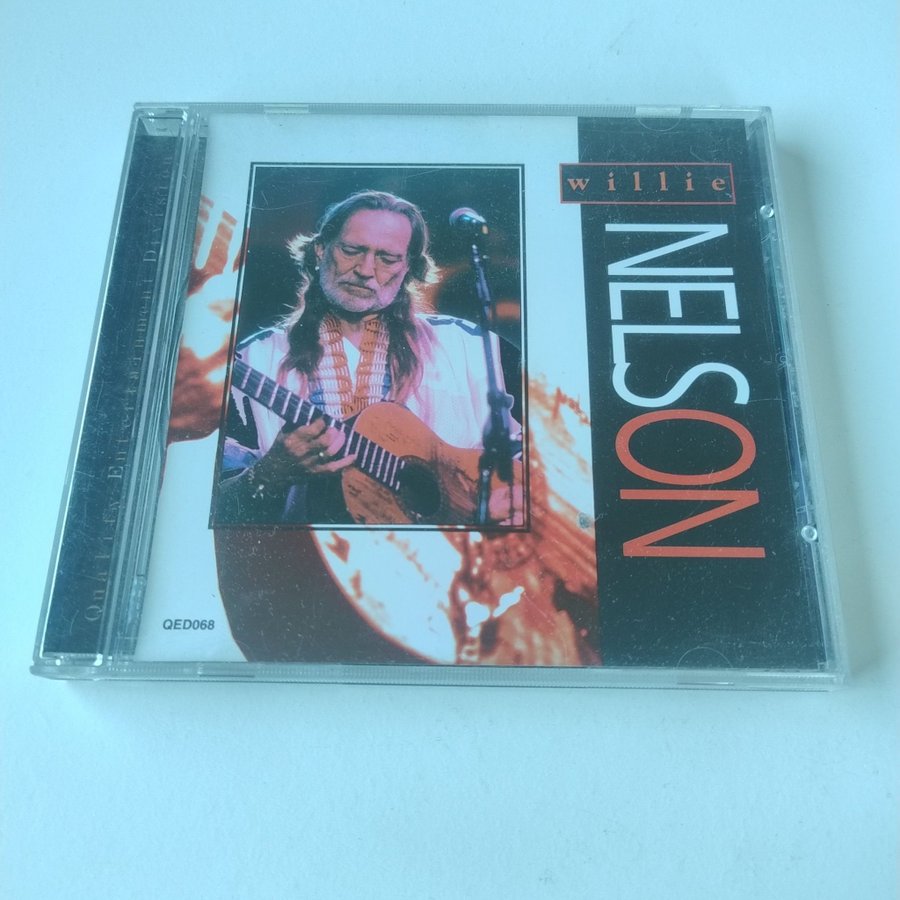 willie
NELSON
Quality Entertainment Division
QED068